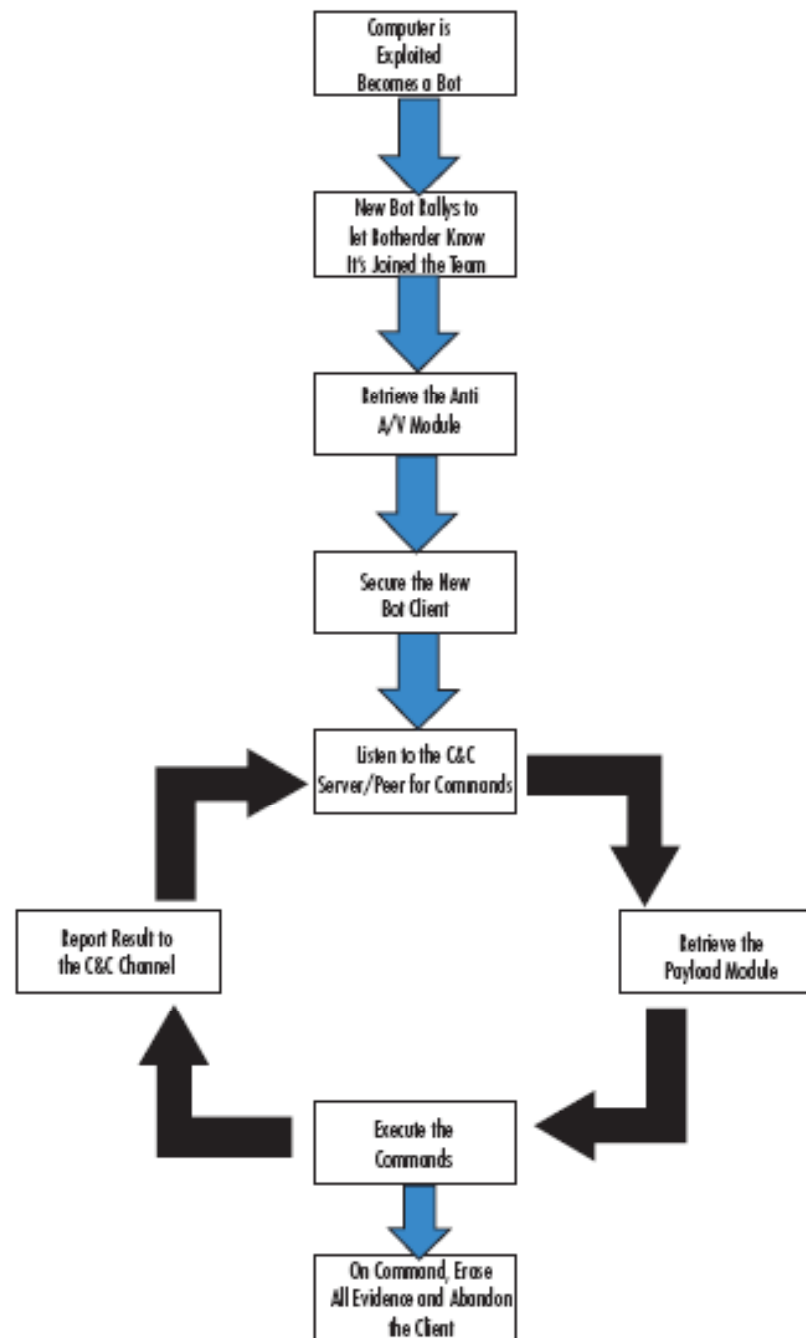 Computer is
Exploited
Becomes a Bot
New Bot Rallys to
let Botherder Know
It's Joined the Team
Retrieve the Anti
A/V Module
Secure the New
Bot Client
Listen to the C&C
Server/Peer for Commands
Report Result to
the C&C Channel
Retrieve the
Payload Module
Execute the
Commands
On Command, Erase
All Evidence and Abandon
the Client